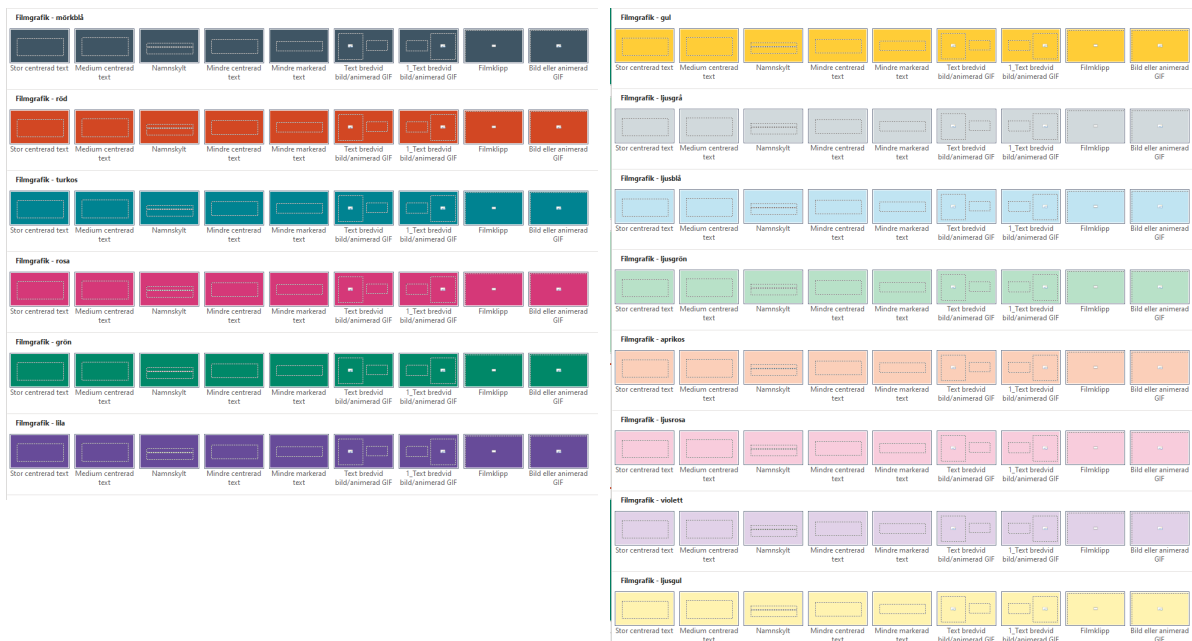 Filmgrafik - mörkblå
Stor centrerad text Medium centrerad text Namnskylt Mindre centrerad text Mindre markerad text Text bredvid bild/animerad GIF 1_Text bredvid bild/animerad GIF Filmklipp Bild eller animerad GIF
Filmgrafik - röd
Stor centrerad text Medium centrerad text Namnskylt Mindre centrerad text Mindre markerad text Text bredvid bild/animerad GIF 1_Text bredvid bild/animerad GIF Filmklipp Bild eller animerad GIF
Filmgrafik - turkos
Stor centrerad text Medium centrerad text Namnskylt Mindre centrerad text Mindre markerad text Text bredvid bild/animerad GIF 1_Text bredvid bild/animerad GIF Filmklipp Bild eller animerad GIF
Filmgrafik - rosa
Stor centrerad text Medium centrerad text Namnskylt Mindre centrerad text Mindre markerad text Text bredvid bild/animerad GIF 1_Text bredvid bild/animerad GIF Filmklipp Bild eller animerad GIF
Filmgrafik - grön
Stor centrerad text Medium centrerad text Namnskylt Mindre centrerad text Mindre markerad text Text bredvid bild/animerad GIF 1_Text bredvid bild/animerad GIF Filmklipp Bild eller animerad GIF
Filmgrafik - lila
Stor centrerad text Medium centrerad text Namnskylt Mindre centrerad text Mindre markerad text Text bredvid bild/animerad GIF 1_Text bredvid bild/animerad GIF Filmklipp Bild eller animerad GIF
Filmgrafik - gul
Stor centrerad text Medium centrerad text Namnskylt Mindre centrerad text Mindre markerad text Text bredvid bild/animerad GIF 1_Text bredvid bild/animerad GIF Filmklipp Bild eller animerad GIF
Filmgrafik - ljusgrå
Stor centrerad text Medium centrerad text Namnskylt Mindre centrerad text Mindre markerad text Text bredvid bild/animerad GIF 1_Text bredvid bild/animerad GIF Filmklipp Bild eller animerad GIF
Filmgrafik - ljusblå
Stor centrerad text Medium centrerad text Namnskylt Mindre centrerad text Mindre markerad text Text bredvid bild/animerad GIF 1_Text bredvid bild/animerad GIF Filmklipp Bild eller animerad GIF
Filmgrafik - ljusgrön
Stor centrerad text Medium centrerad text Namnskylt Mindre centrerad text Mindre markerad text Text bredvid bild/animerad GIF 1_Text bredvid bild/animerad GIF Filmklipp Bild eller animerad GIF
Filmgrafik - aprikos
Stor centrerad text Medium centrerad text Namnskylt Mindre centrerad text Mindre markerad text Text bredvid bild/animerad GIF 1_Text bredvid bild/animerad GIF Filmklipp Bild eller animerad GIF
Filmgrafik - ljusrosa
Stor centrerad text Medium centrerad text Namnskylt Mindre centrerad text Mindre markerad text Text bredvid bild/animerad GIF 1_Text bredvid bild/animerad GIF Filmklipp Bild eller animerad GIF
Filmgrafik - violett
Stor centrerad text Medium centrerad text Namnskylt Mindre centrerad text Mindre markerad text Text bredvid bild/animerad GIF 1_Text bredvid bild/animerad GIF Filmklipp Bild eller animerad GIF
Filmgrafik - ljusgul
Stor centrerad text Medium centrerad text Namnskylt Mindre centrerad text Mindre markerad text Text bredvid bild/animerad GIF 1_Text bredvid bild/animerad GIF Filmklipp Bild eller animerad GIF